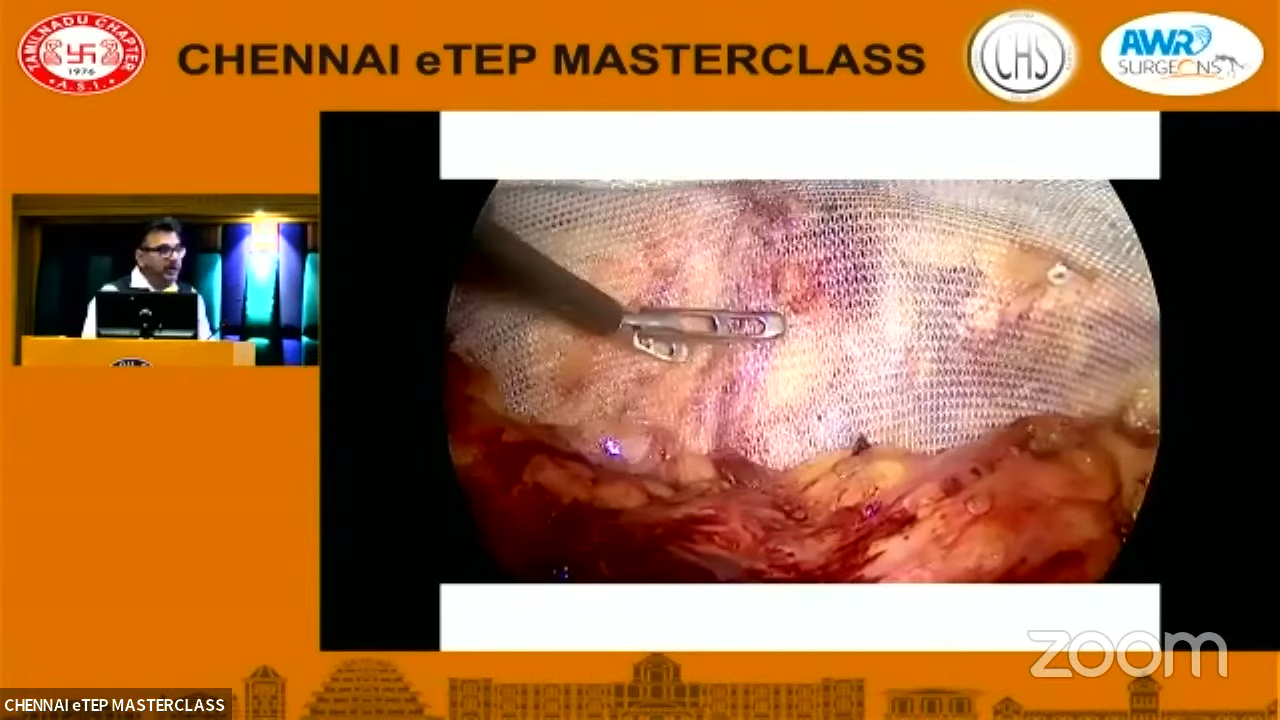 TAMILNADU CHAPTER
1976
A.S.I.
CHENNAI eTEP MASTERCLASS
CHS
AWR
SURGEONS
zoom
CHENNAI eTEP MASTERCLASS